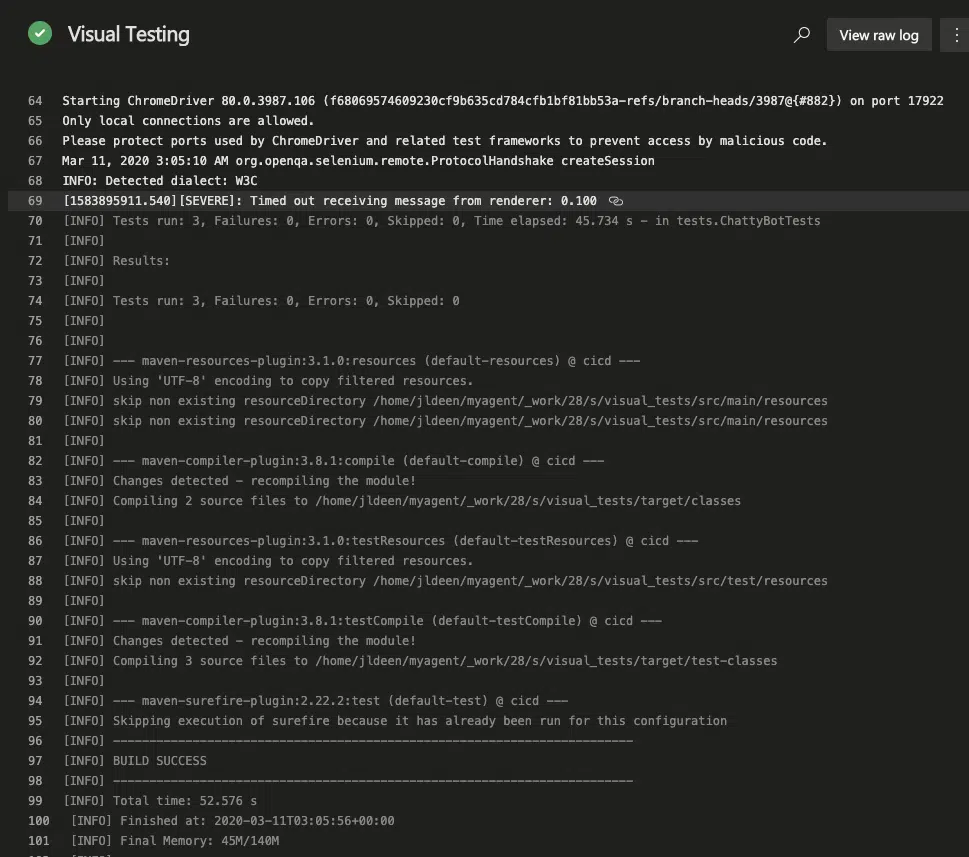 Visual Testing
View raw log
64 Starting ChromeDriver 80.0.3987.106 (f68069574609230cf9b635cd784cfb1bf81bb53a-refs/branch-heads/3987@{#882}) on port 17922
65 Only local connections are allowed.
66 Please protect ports used by ChromeDriver and related test frameworks to prevent access by malicious code.
67 Mar 11, 2020 3:05:10 AM org.openqa.selenium.remote.ProtocolHandshake createSession
68 INFO: Detected dialect: W3C
69 [1583895911.540][SEVERE]: Timed out receiving message from renderer: 0.100
70 [INFO] Tests run: 3, Failures: 0, Errors: 0, Skipped: 0, Time elapsed: 45.734 s - in tests.ChattyBotTests
71 [INFO]
72 [INFO] Results:
73 [INFO]
74 [INFO] Tests run: 3, Failures: 0, Errors: 0, Skipped: 0
75 [INFO]
76 [INFO]
77 [INFO] --- maven-resources-plugin:3.1.0:resources (default-resources) @ cicd ---
78 [INFO] Using 'UTF-8' encoding to copy filtered resources.
79 [INFO] skip non existing resourceDirectory /home/jldeen/myagent/_work/28/s/visual_tests/src/main/resources
80 [INFO] skip non existing resourceDirectory /home/jldeen/myagent/_work/28/s/visual_tests/src/main/resources
81 [INFO]
82 [INFO] --- maven-compiler-plugin:3.8.1:compile (default-compile) @ cicd ---
83 [INFO] Changes detected - recompiling the module!
84 [INFO] Compiling 2 source files to /home/jldeen/myagent/_work/28/s/visual_tests/target/classes
85 [INFO]
86 [INFO] --- maven-resources-plugin:3.1.0:testResources (default-testResources) @ cicd ---
87 [INFO] Using 'UTF-8' encoding to copy filtered resources.
88 [INFO] skip non existing resourceDirectory /home/jldeen/myagent/_work/28/s/visual_tests/src/test/resources
89 [INFO]
90 [INFO] --- maven-compiler-plugin:3.8.1:testCompile (default-testCompile) @ cicd ---
91 [INFO] Changes detected - recompiling the module!
92 [INFO] Compiling 3 source files to /home/jldeen/myagent/_work/28/s/visual_tests/target/test-classes
93 [INFO]
94 [INFO] --- maven-surefire-plugin:2.22.2:test (default-test) @ cicd ---
95 [INFO] Skipping execution of surefire because it has already been run for this configuration
96 [INFO] ------------------------------------------------------------------------
97 [INFO] BUILD SUCCESS
98 [INFO] ------------------------------------------------------------------------
99 [INFO] Total time: 52.576 s
100 [INFO] Finished at: 2020-03-11T03:05:56+00:00
101 [INFO] Final Memory: 45M/140M